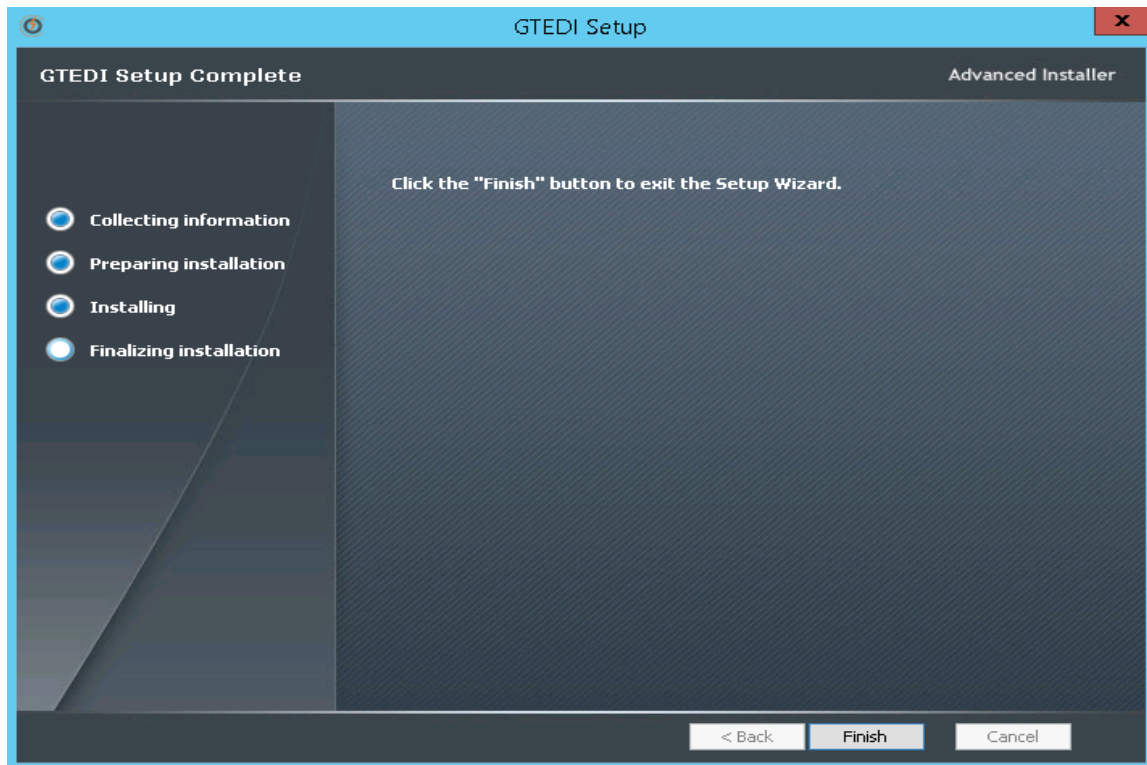 GTEDI Setup
x
GTEDI Setup Complete
Advanced Installer
Click the "Finish" button to exit the Setup Wizard.
Collecting information
Preparing installation
Installing
Finalizing installation
< Back
Finish
Cancel